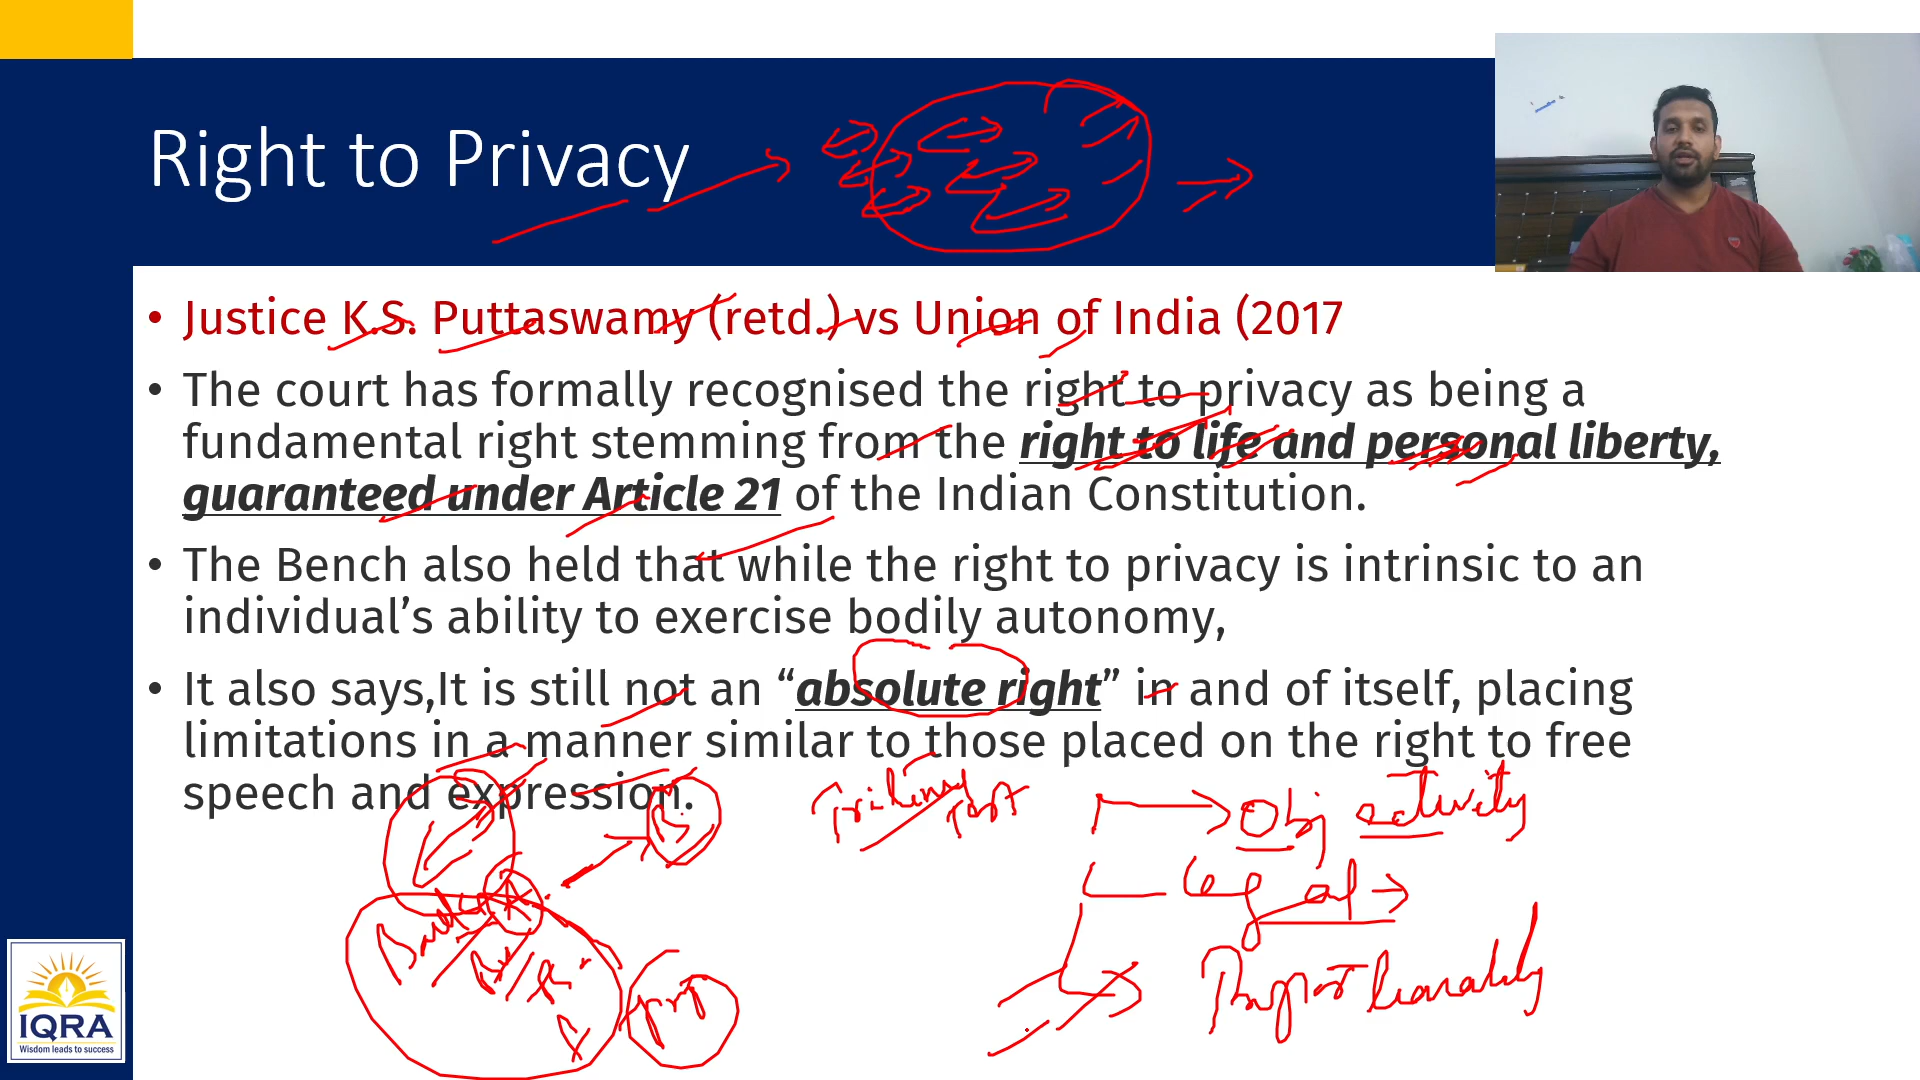 Right to Privacy
• Justice K.S. Puttaswamy (retd.) vs Union of India (2017
• The court has formally recognised the right to privacy as being a
fundamental right stemming from the right to life and personal liberty,
guaranteed under Article 21 of the Indian Constitution.
• The Bench also held that while the right to privacy is intrinsic to an
individual’s ability to exercise bodily autonomy,
• It also says,It is still not an “absolute right” in and of itself, placing
limitations in a manner similar to those placed on the right to free
speech and expression.
Test
Obj activity
legal
IQRA
Wisdom leads to success